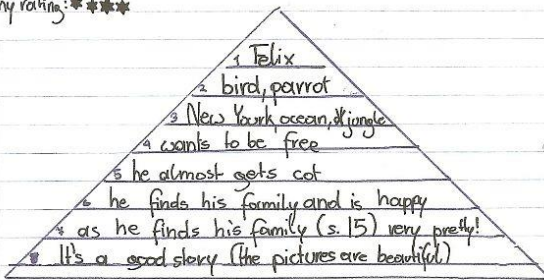 my rating: ****
1 Felix
2 bird, parrot
3 New Yourk, ocean, jungle
4 wants to be free
5 he almost gets cot
6 he finds his family and is happy
7 as he finds his family (s. 15) very pretty!
8 It's a good story (the pictures are beautiful)